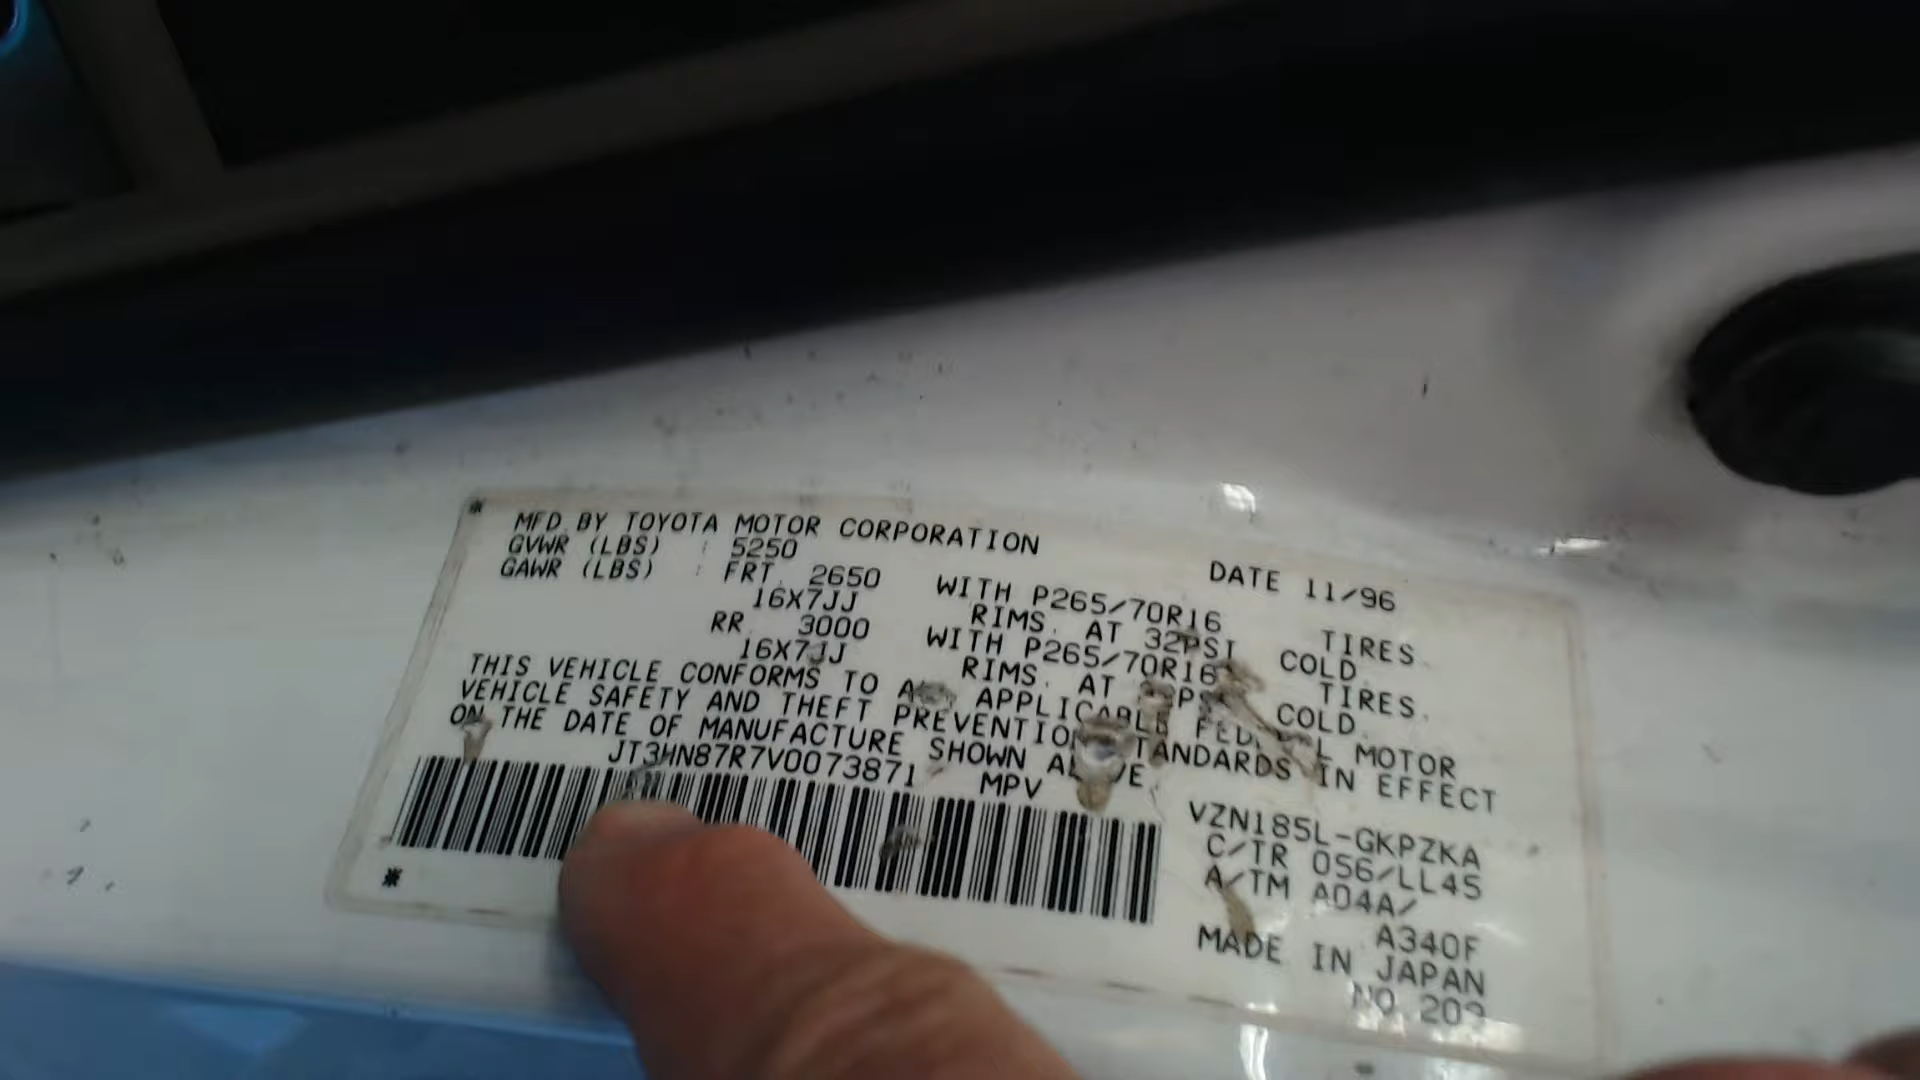 MFD. BY TOYOTA MOTOR CORPORATION DATE 11/96
GVWR (LBS) : 5250
GAWR (LBS) : FRT. 2650 WITH P265/70R16 TIRES.
16X7JJ RIMS. AT 32PSI COLD.
RR. 3000 WITH P265/70R16 TIRES.
16X7JJ RIMS. AT COLD.
THIS VEHICLE CONFORMS TO APPLICABLE FEDERAL MOTOR
VEHICLE SAFETY AND THEFT PREVENTION STANDARDS IN EFFECT
ON THE DATE OF MANUFACTURE SHOWN
JT3HN87R7V0073871 MPV
VZN185L-GKPZKA
C/TR 056/LL45
A/TM A04A/
A340F
MADE IN JAPAN
NO.